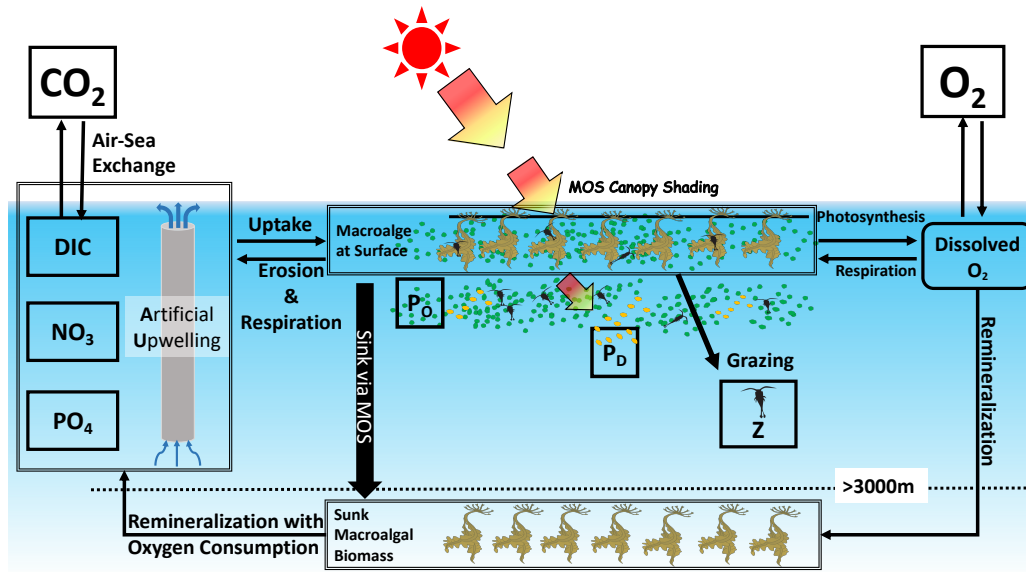 CO2
O2
Air-Sea
Exchange
MOS Canopy Shading
DIC
NO3
PO4
Artificial
Upwelling
Uptake
Erosion
&
Respiration
Macroalge
at Surface
Photosynthesis
Respiration
Dissolved
O2
PO
PD
Grazing
Z
Sink via MOS
Remineralization
>3000m
Remineralization with
Oxygen Consumption
Sunk
Macroalgal
Biomass